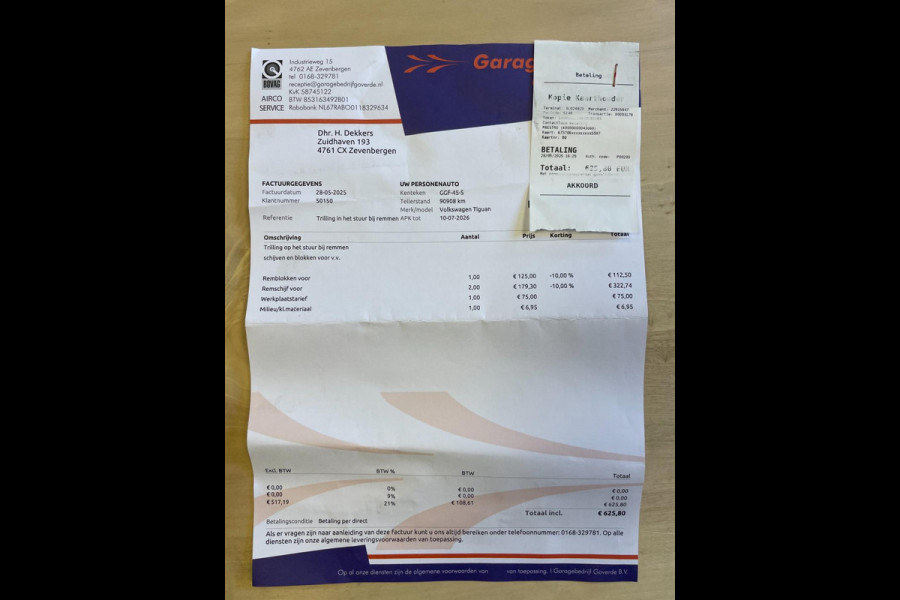 Industrieweg 15
4762 AE Zevenbergen
tel 0168-329781
receptie@garagebedrijfgoverde.nl
KvK 58745122
BTW 853163492B01
Rabobank NL67RABO0118329634
BOVAG
AIRCO
SERVICE
Garag
Dhr. H. Dekkers
Zuidhaven 193
4761 CX Zevenbergen
Betaling
Kopie Kaarthouder
BETALING
Totaal:
AKKOORD
FACTUURGEGEVENS
Factuurdatum 28-05-2025
Klantnummer 50150
Referentie Trilling in het stuur bij remmen
UW PERSONENAUTO
Kenteken GGF-45-S
Tellerstand 90908 km
Merk/model Volkswagen Tiguan
APK tot 10-07-2026
Omschrijving Aantal Prijs Korting Totaal
Trilling op het stuur bij remmen
schijven en blokken voor v.v.
Remblokken voor 1,00 € 125,00 -10,00 % € 112,50
Remschijf voor 2,00 € 179,30 -10,00 % € 322,74
Werkplaatstarief 1,00 € 75,00 € 75,00
Milieu/kl.materiaal 1,00 € 6,95 € 6,95
Excl. BTW BTW % BTW Totaal
€ 0,00 0% € 0,00 € 0,00
€ 0,00 9% € 0,00 € 0,00
€ 517,19 21% € 108,61 € 625,80
Totaal incl. € 625,80
Betalingsconditie Betaling per direct
Als er vragen zijn naar aanleiding van deze factuur kunt u ons altijd bereiken onder telefoonnummer: 0168-329781. Op alle
diensten zijn onze algemene leveringsvoorwaarden van toepassing.
Op al onze diensten zijn de algemene voorwaarden van van toepassing. / Garagebedrijf Goverde B.V.